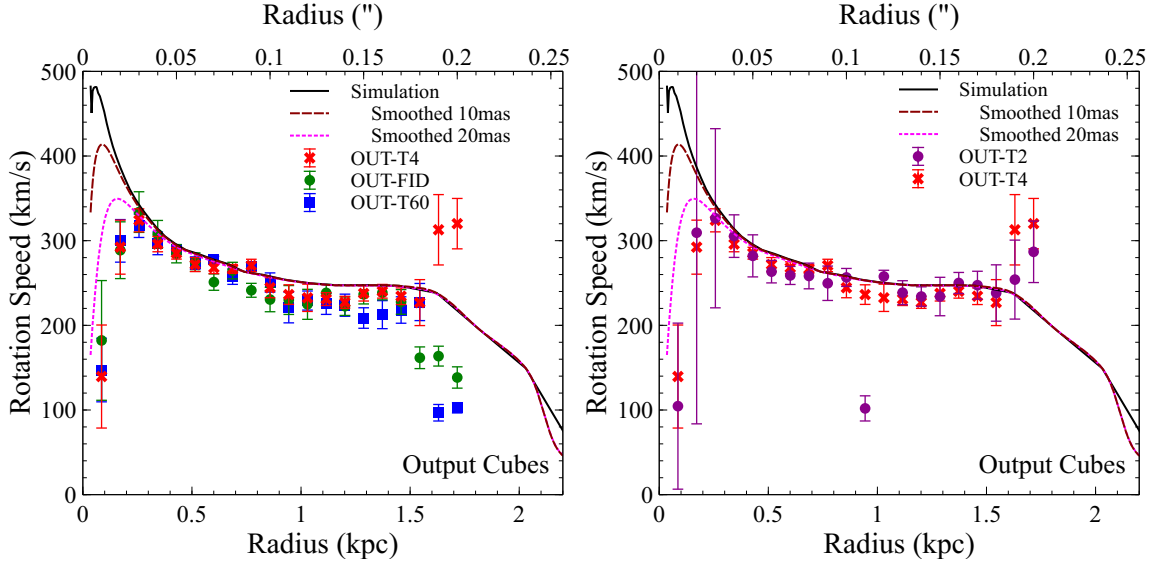 Radius (")
0 0.05 0.1 0.15 0.2 0.25
500
400
300
200
100
0
Rotation Speed (km/s)
Simulation
Smoothed 10mas
Smoothed 20mas
OUT-T4
OUT-FID
OUT-T60
Output Cubes
0 0.5 1 1.5 2
Radius (kpc)
Radius (")
0 0.05 0.1 0.15 0.2 0.25
500
400
300
200
100
0
Rotation Speed (km/s)
Simulation
Smoothed 10mas
Smoothed 20mas
OUT-T2
OUT-T4
Output Cubes
0 0.5 1 1.5 2
Radius (kpc)